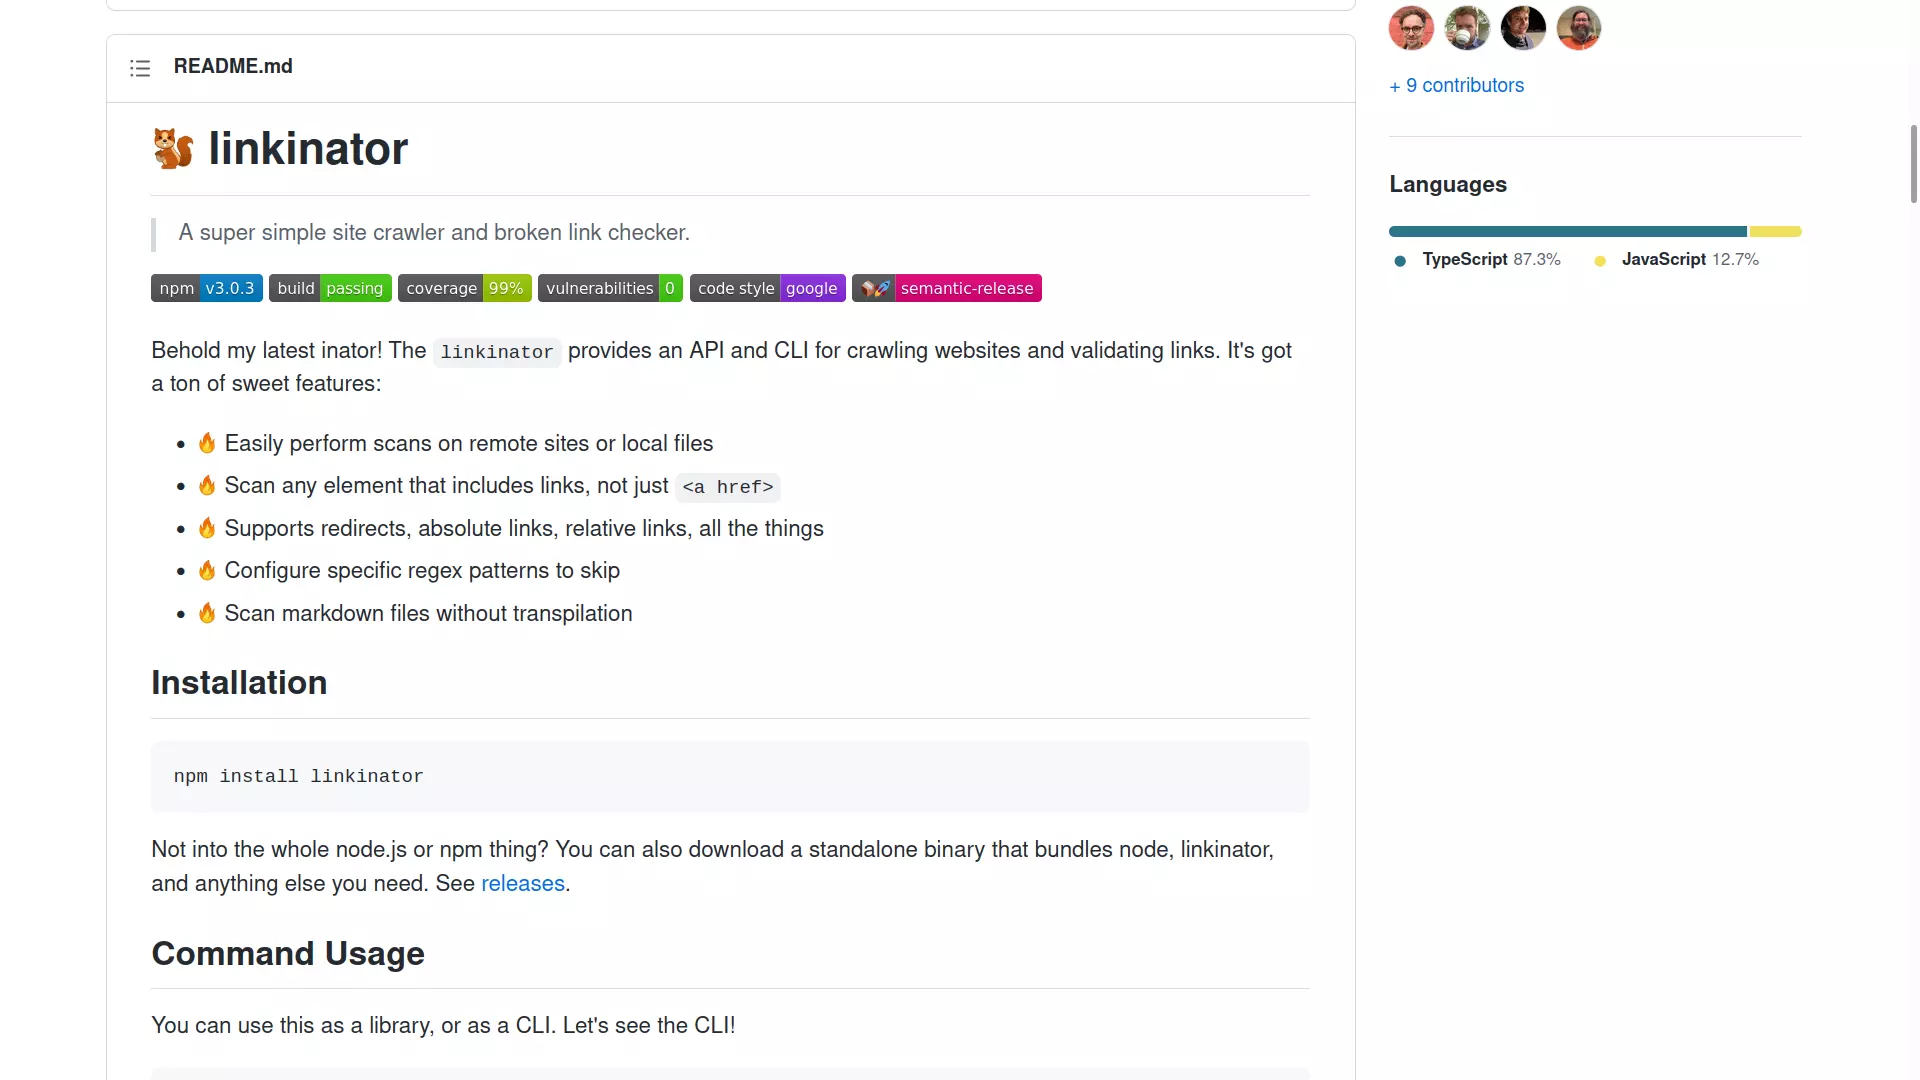 README.md
linkinator
A super simple site crawler and broken link checker.
npm v3.0.3 build passing coverage 99% vulnerabilities 0 code style google semantic-release
Behold my latest inator! The linkinator provides an API and CLI for crawling websites and validating links. It's got
a ton of sweet features:
Easily perform scans on remote sites or local files
Scan any element that includes links, not just <a href>
Supports redirects, absolute links, relative links, all the things
Configure specific regex patterns to skip
Scan markdown files without transpilation
Installation
npm install linkinator
Not into the whole node.js or npm thing? You can also download a standalone binary that bundles node, linkinator,
and anything else you need. See releases.
Command Usage
You can use this as a library, or as a CLI. Let's see the CLI!
+ 9 contributors
Languages
TypeScript 87.3% JavaScript 12.7%